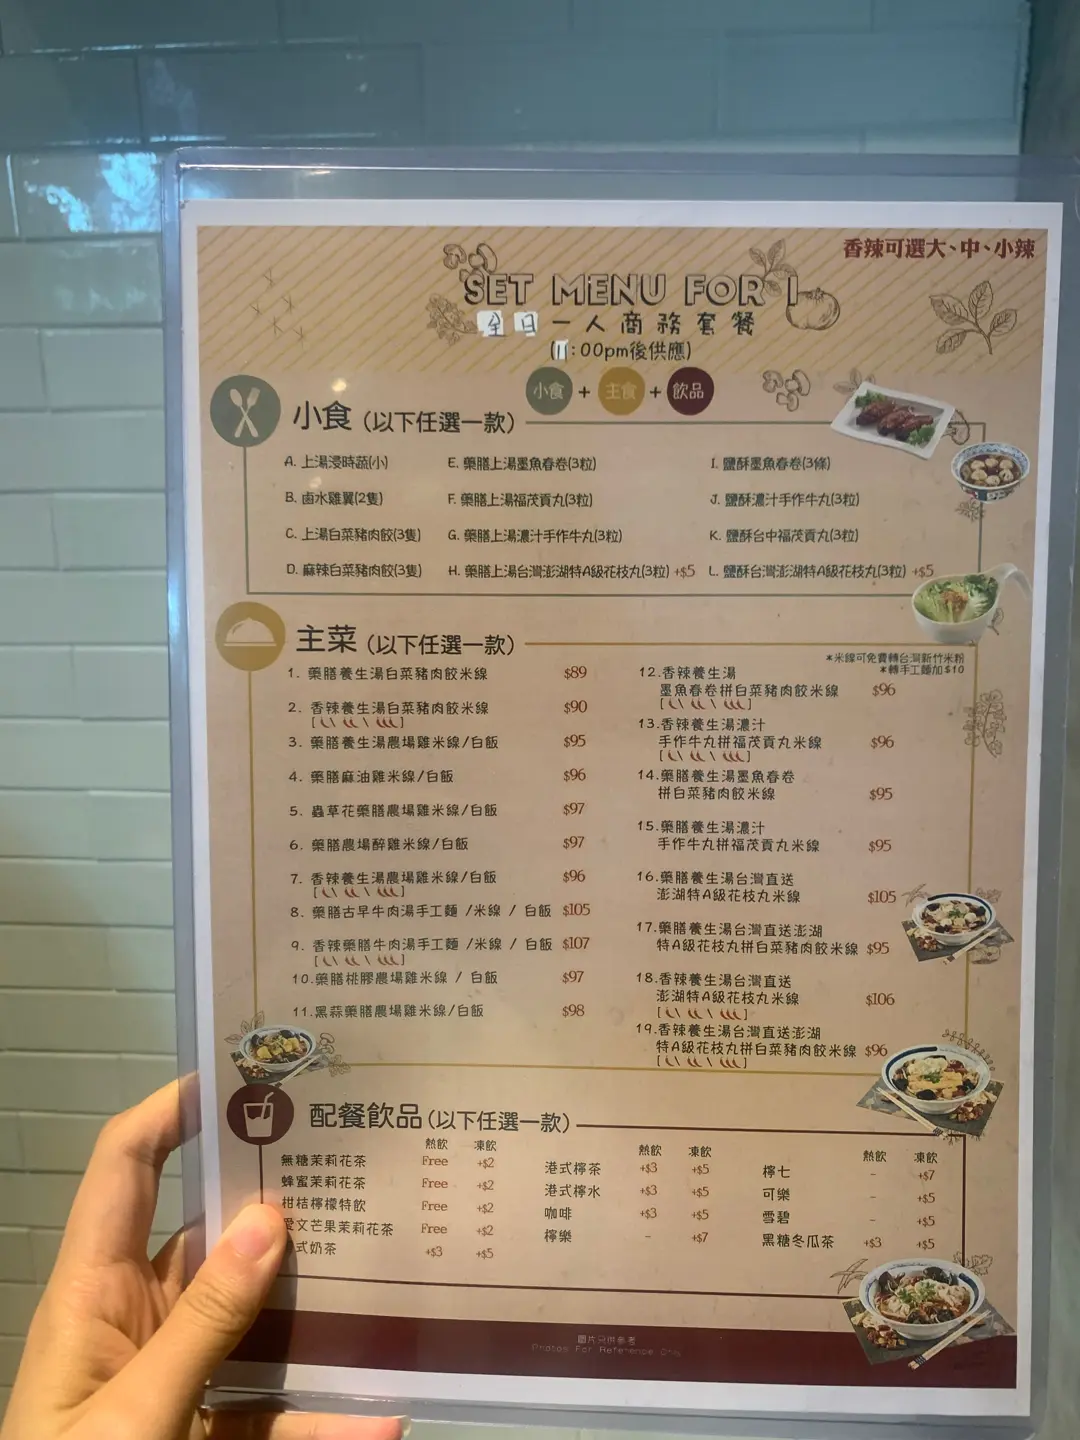 香辣可選大、中、小辣
SET MENU FOR 1
全日一人商務套餐
(11:00pm後供應)
小食 + 主食 + 飲品
小食 (以下任選一款)
A. 上湯浸時蔬(小)
B. 鹵水雞翼(2隻)
C. 上湯白菜豬肉餃(3隻)
D. 麻辣白菜豬肉餃(3隻)
E. 藥膳上湯墨魚春卷(3粒)
F. 藥膳上湯福茂貢丸(3粒)
G. 藥膳上湯濃汁手作牛丸(3粒)
H. 藥膳上湯台灣澎湖特A級花枝丸(3粒) +$5
I. 鹽酥墨魚春卷(3條)
J. 鹽酥濃汁手作牛丸(3粒)
K. 鹽酥台中福茂貢丸(3粒)
L. 鹽酥台灣澎湖特A級花枝丸(3粒) +$5
主菜 (以下任選一款)
*米線可免費轉台灣新竹米粉
*轉手工麵加$10
1. 藥膳養生湯白菜豬肉餃米線 $89
2. 香辣養生湯白菜豬肉餃米線 $90
3. 藥膳養生湯農場雞米線/白飯 $95
4. 藥膳麻油雞米線/白飯 $96
5. 蟲草花藥膳農場雞米線/白飯 $97
6. 藥膳農場醉雞米線/白飯 $97
7. 香辣養生湯農場雞米線/白飯 $96
8. 藥膳古早牛肉湯手工麵 /米線 / 白飯 $105
9. 香辣藥膳牛肉湯手工麵 /米線 / 白飯 $107
10.藥膳桃膠農場雞米線 / 白飯 $97
11.黑蒜藥膳農場雞米線/白飯 $98
12.香辣養生湯
墨魚春卷拼白菜豬肉餃米線 $96
13.香辣養生湯濃汁
手作牛丸拼福茂貢丸米線 $96
14.藥膳養生湯墨魚春卷
拼白菜豬肉餃米線 $95
15.藥膳養生湯濃汁
手作牛丸拼福茂貢丸米線 $95
16.藥膳養生湯台灣直送
澎湖特A級花枝丸米線 $105
17.藥膳養生湯台灣直送澎湖
特A級花枝丸拼白菜豬肉餃米線 $95
18.香辣養生湯台灣直送
澎湖特A級花枝丸米線 $106
19.香辣養生湯台灣直送澎湖
特A級花枝丸拼白菜豬肉餃米線 $96
配餐飲品 (以下任選一款)
熱飲 凍飲
無糖茉莉花茶 Free +$2
蜂蜜茉莉花茶 Free +$2
柑桔檸檬特飲 Free +$2
愛文芒果茉莉花茶 Free +$2
式奶茶 +$3 +$5
熱飲 凍飲
港式檸茶 +$3 +$5
港式檸水 +$3 +$5
咖啡 +$3 +$5
檸樂 - +$7
熱飲 凍飲
檸七 - +$7
可樂 - +$5
雪碧 - +$5
黑糖冬瓜茶 +$3 +$5
圖片只供參考
Photos For Reference Only